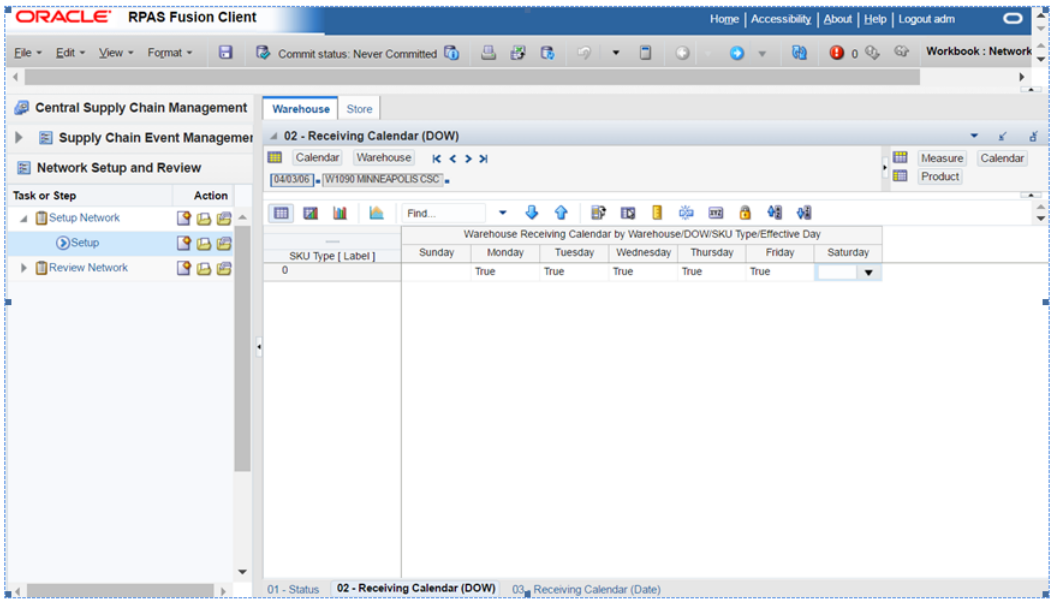 ORACLE RPAS Fusion Client
Home Accessibility About Help Logout adm
File Edit View Format Commit status: Never Committed 0 Workbook : Network
Central Supply Chain Management
Supply Chain Event Managemer
Network Setup and Review
Task or Step Action
Setup Network
Setup
Review Network
Warehouse Store
02 - Receiving Calendar (DOW)
Calendar Warehouse
04/03/06 W1090 MINNEAPOLIS CSC
Measure Calendar
Product
Find...
Warehouse Receiving Calendar by Warehouse/DOW/SKU Type/Effective Day
SKU Type [ Label ] Sunday Monday Tuesday Wednesday Thursday Friday Saturday
0 True True True True True
01 - Status 02 - Receiving Calendar (DOW) 03 Receiving Calendar (Date)